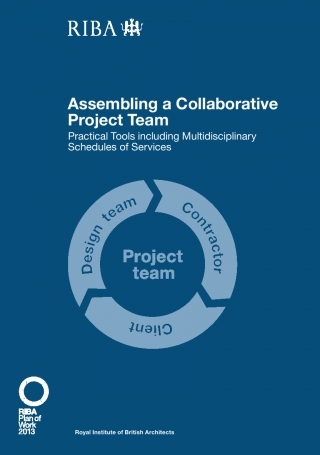 RIBA
Assembling a Collaborative
Project Team
Practical Tools including Multidisciplinary
Schedules of Services
Design team
Contractor
Project
team
Client
RIBA
Plan of
Work
2013
Royal Institute of British Architects